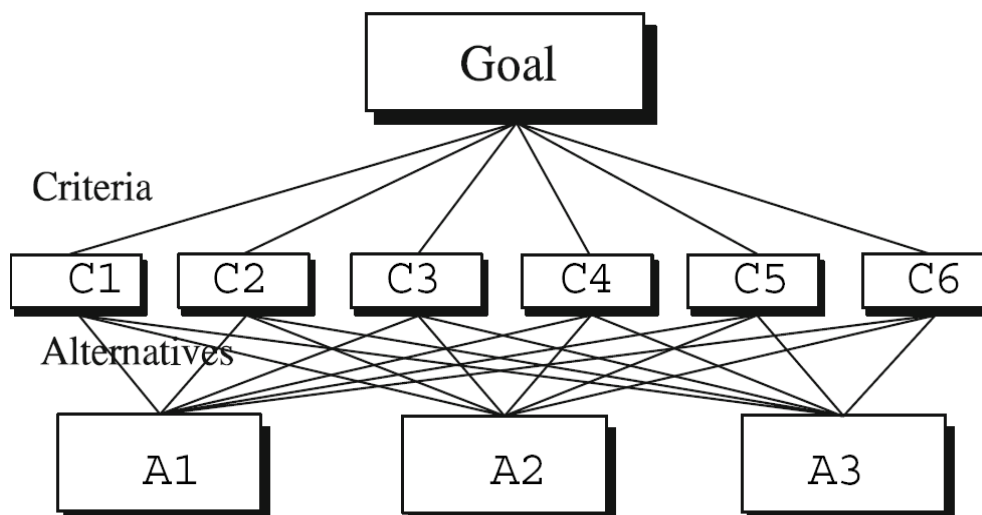 Goal
Criteria
C1 C2 C3 C4 C5 C6
Alternatives
A1 A2 A3